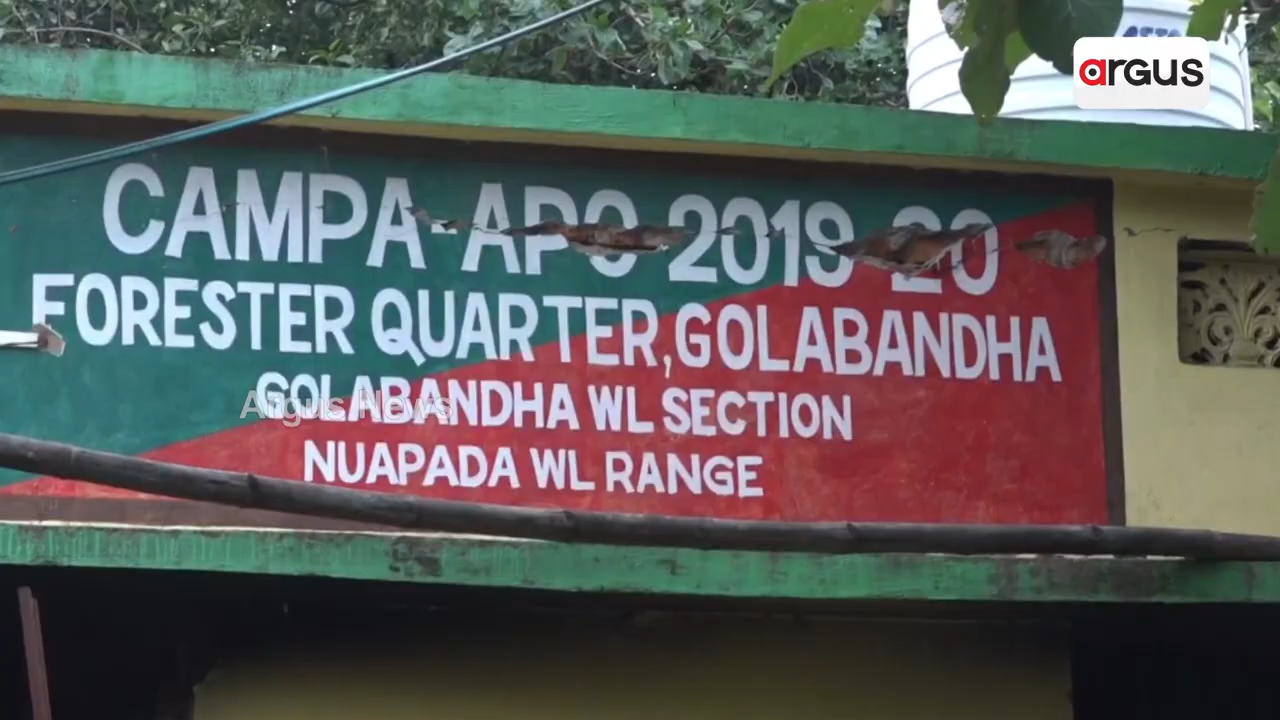 argus
CAMPA-APO 2019-20
FORESTER QUARTER, GOLABANDHA
GOLABANDHA WL SECTION
Argus News
NUAPADA WL RANGE